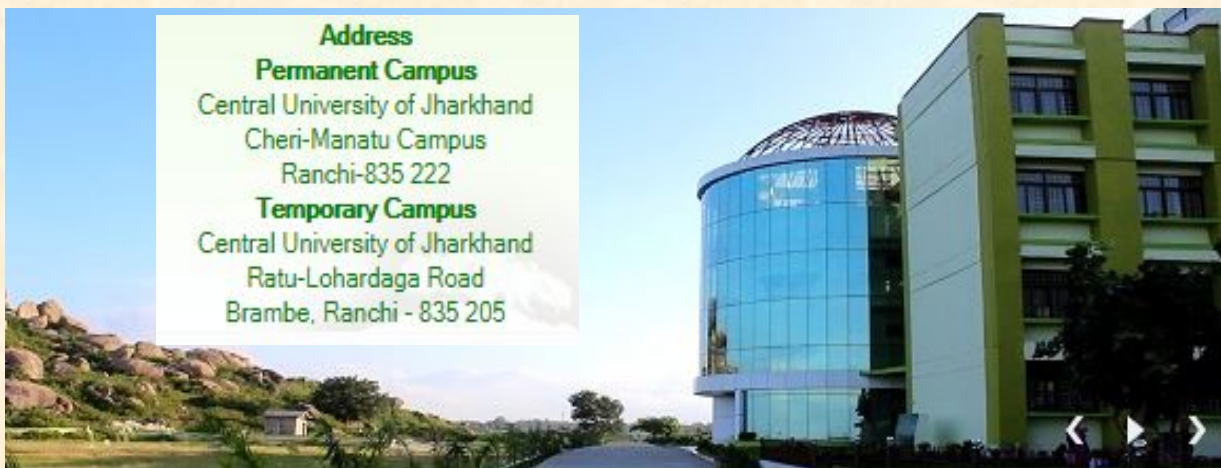 Address
Permanent Campus
Central University of Jharkhand
Cheri-Manatu Campus
Ranchi-835 222
Temporary Campus
Central University of Jharkhand
Ratu-Lohardaga Road
Brambe, Ranchi - 835 205